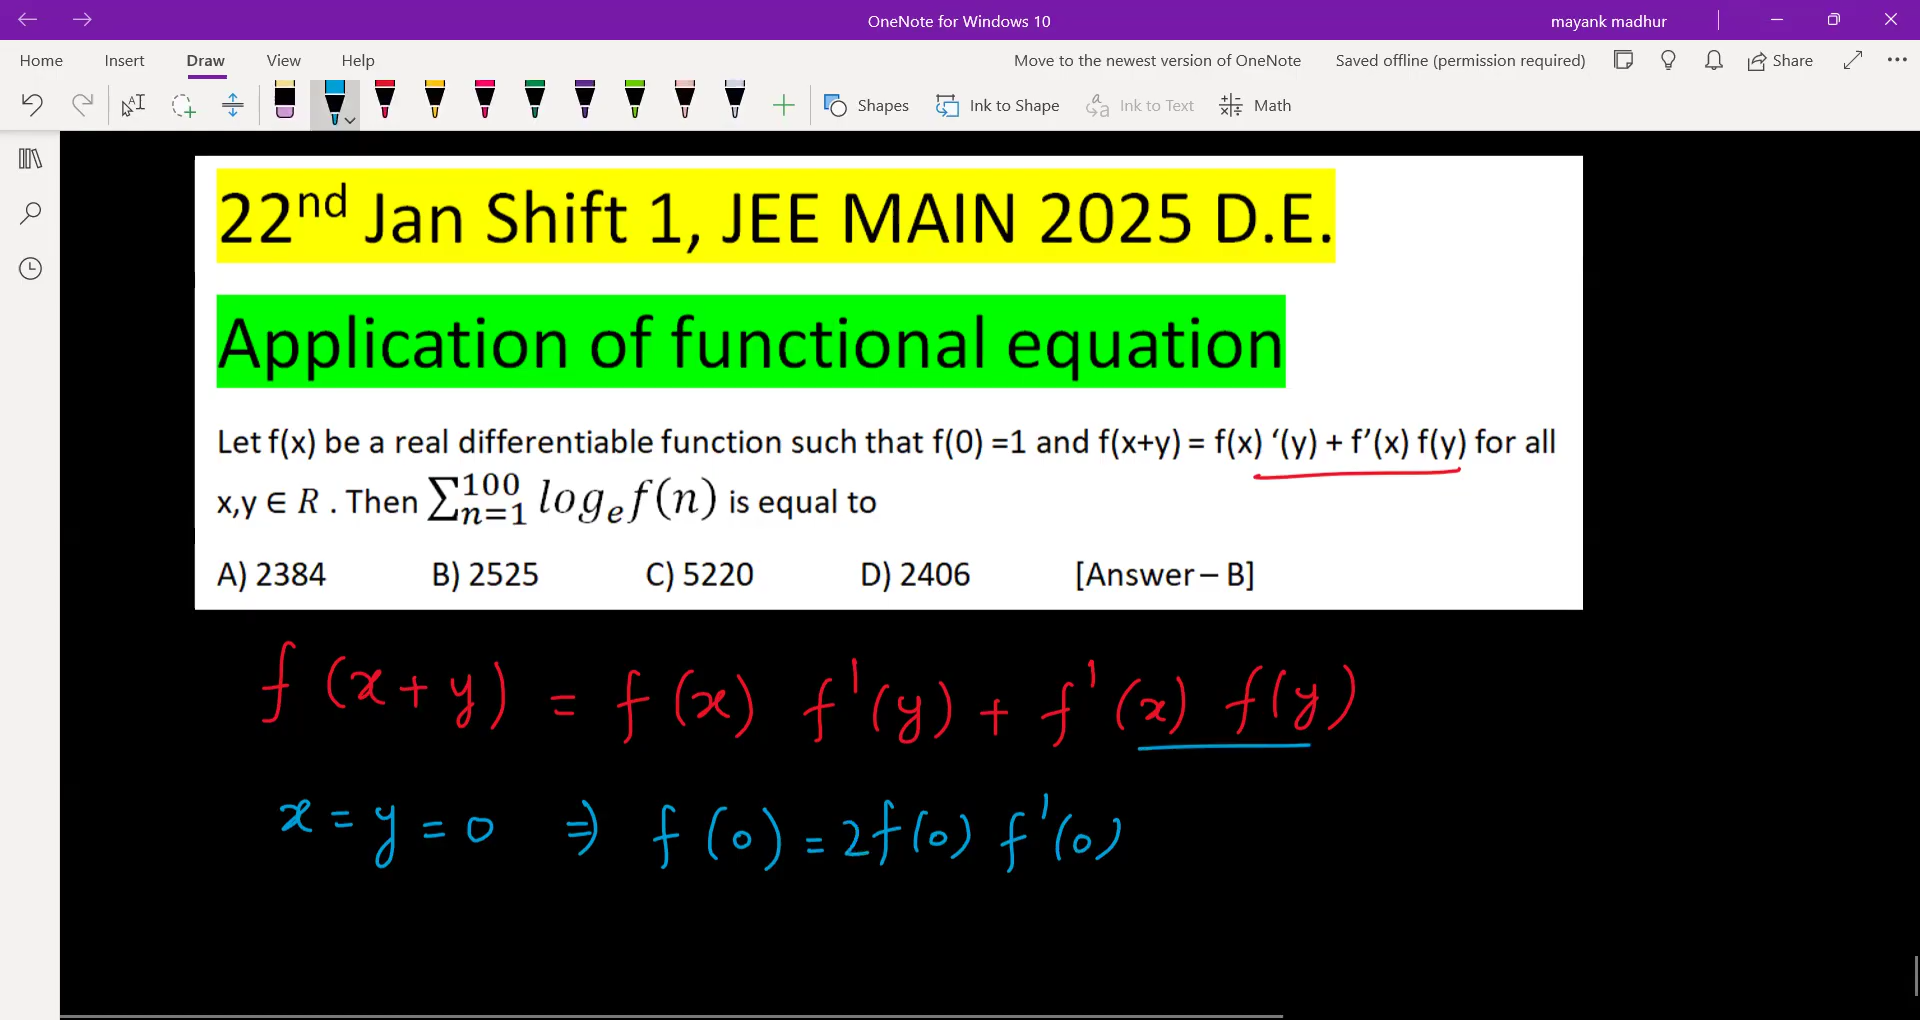 OneNote for Windows 10 mayank madhur
Home Insert Draw View Help Move to the newest version of OneNote Saved offline (permission required) Share
Shapes Ink to Shape Ink to Text Math
22nd Jan Shift 1, JEE MAIN 2025 D.E.
Application of functional equation
Let f(x) be a real differentiable function such that f(0) =1 and f(x+y) = f(x) ‘(y) + f’(x) f(y) for all
x,y ∈ R . Then ∑_{n=1}^{100} log_e f(n) is equal to
A) 2384 B) 2525 C) 5220 D) 2406 [Answer – B]
f (x + y) = f (x) f'(y) + f'(x) f(y)
x = y = 0 ⇒ f (0) = 2f(0) f'(0)